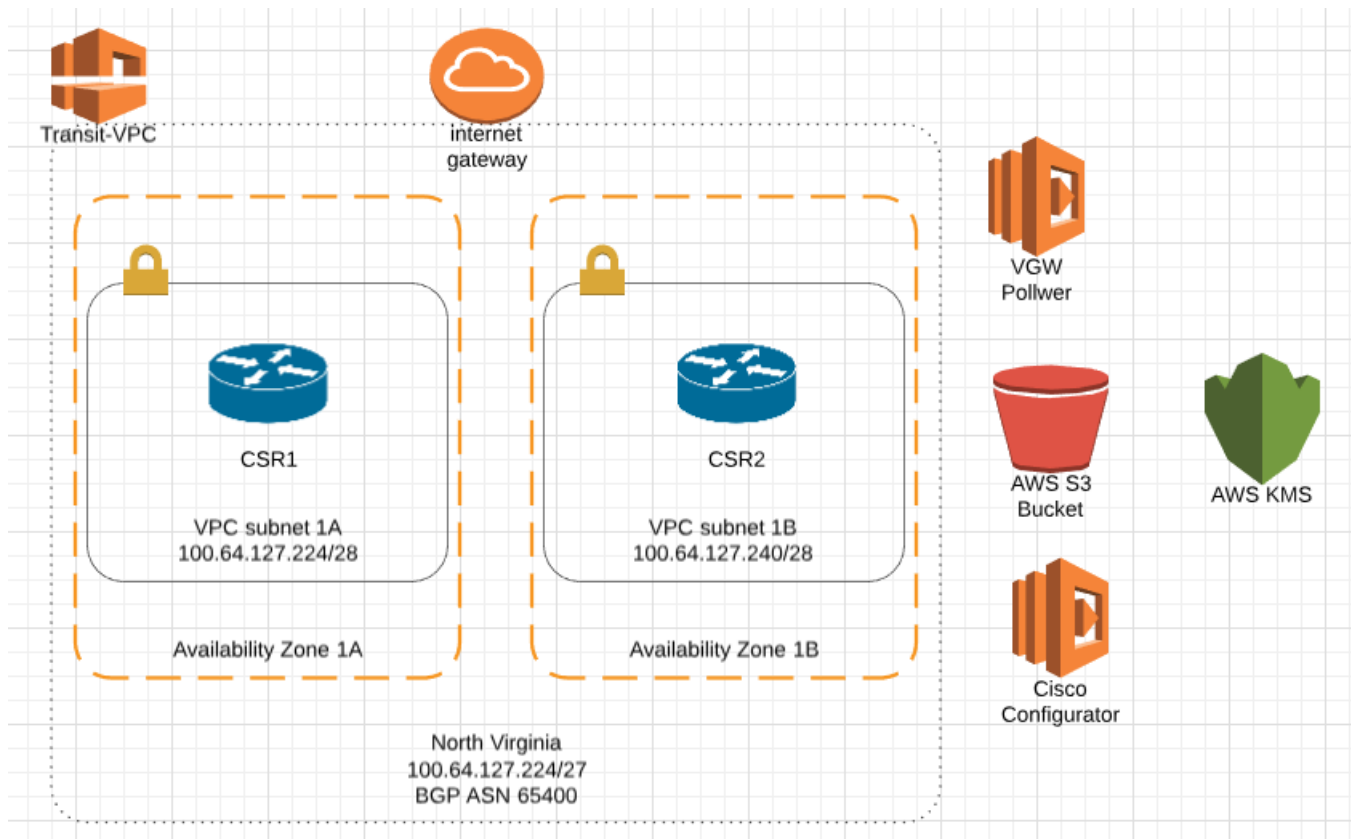 Transit-VPC
internet
gateway
VGW
Pollwer
CSR1
CSR2
VPC subnet 1A
100.64.127.224/28
VPC subnet 1B
100.64.127.240/28
AWS S3
Bucket
AWS KMS
Availability Zone 1A
Availability Zone 1B
Cisco
Configurator
North Virginia
100.64.127.224/27
BGP ASN 65400